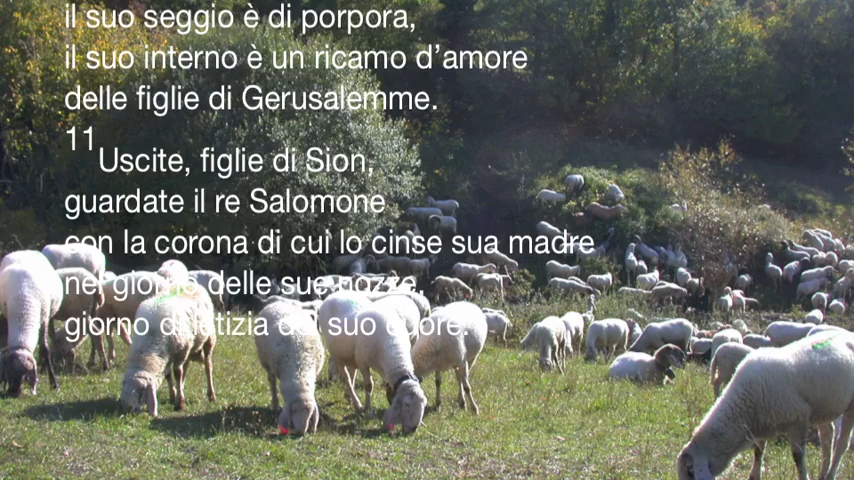 il suo seggio è di porpora,
il suo interno è un ricamo d’amore
delle figlie di Gerusalemme.
11
Uscite, figlie di Sion,
guardate il re Salomone
con la corona di cui lo cinse sua madre
nel giorno delle sue nozze,
giorno di letizia del suo cuore.